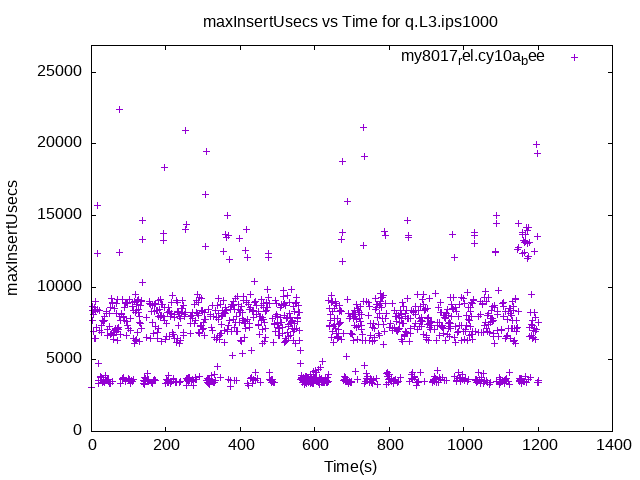 maxInsertUsecs vs Time for q.L3.ips1000
my8017rel.cy10abee
25000
20000
15000
10000
5000
0
maxInsertUsecs
0 200 400 600 800 1000 1200 1400
Time(s)